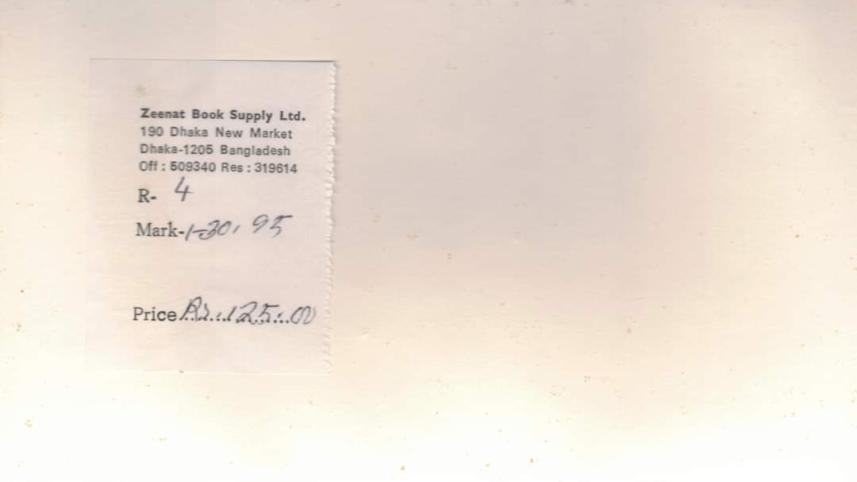 Zeenat Book Supply Ltd.
190 Dhaka New Market
Dhaka-1205 Bangladesh
Off : 509340 Res : 319614
R- 4
Mark-1-30, 95
Price Rs...125...00